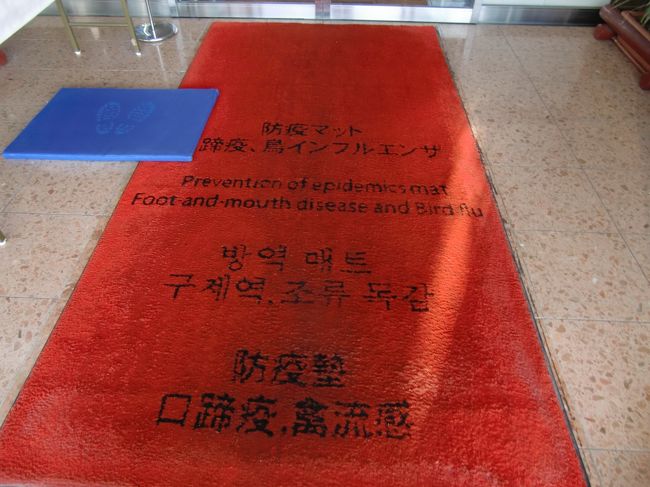 防疫マット
蹄疫、鳥インフルエンザ
Prevention of epidemics mat
Foot-and-mouth disease and Bird flu
방역 매트
구제역,조류 독감
防疫墊
口蹄疫,禽流感